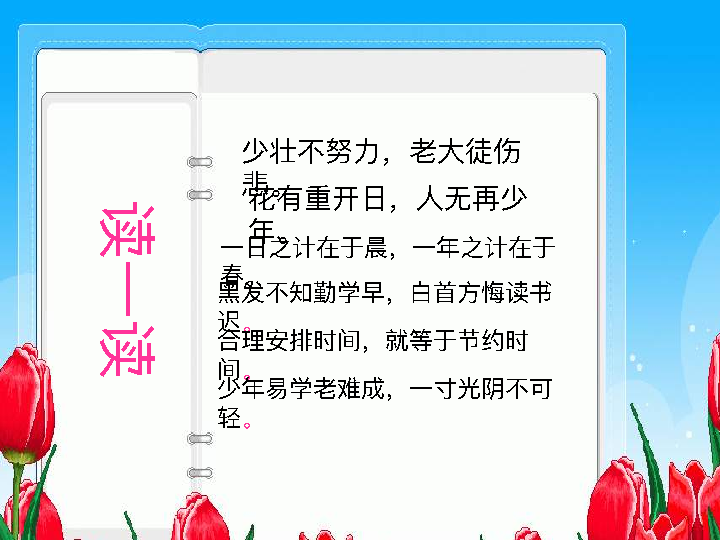 读一读
少壮不努力，老大徒伤
悲。
花有重开日，人无再少
年。
一日之计在于晨，一年之计在于
春。
黑发不知勤学早，白首方悔读书
迟。
合理安排时间，就等于节约时
间。
少年易学老难成，一寸光阴不可
轻。